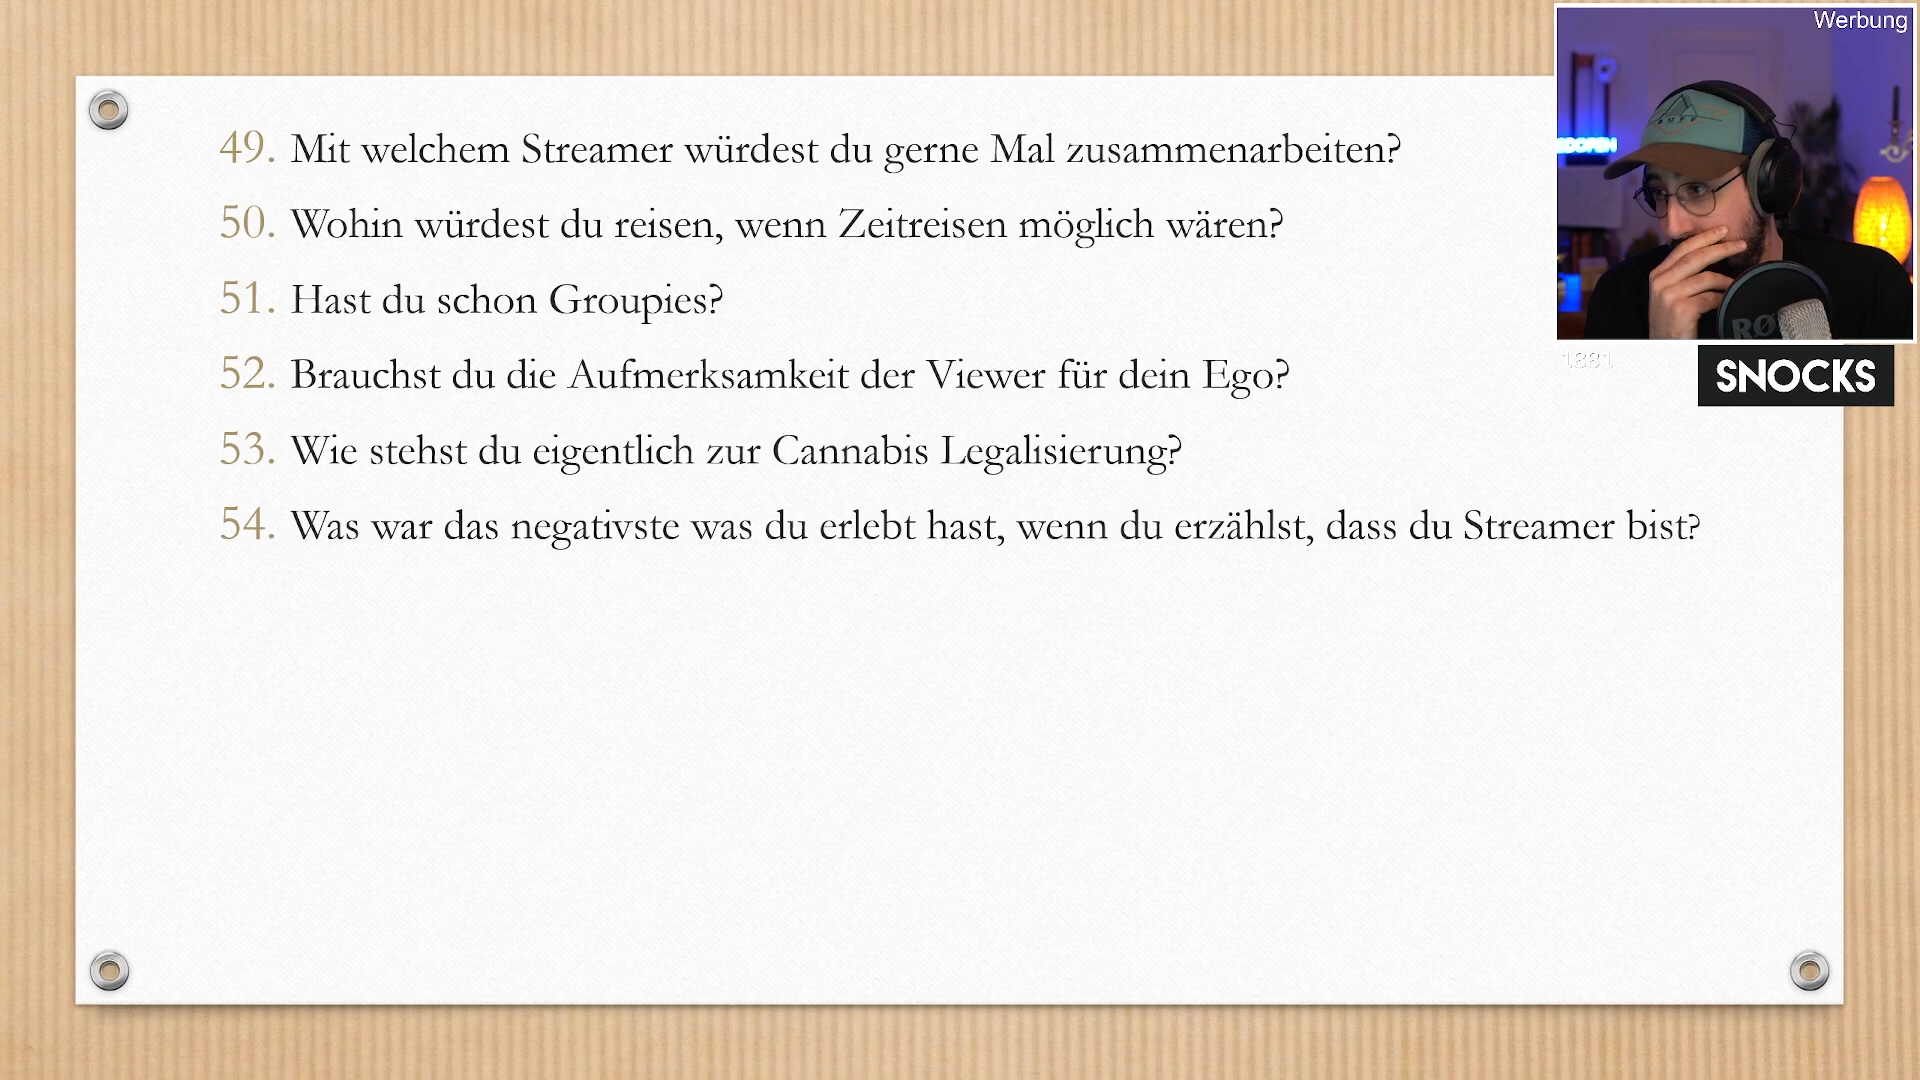 Werbung
49. Mit welchem Streamer würdest du gerne Mal zusammenarbeiten?
50. Wohin würdest du reisen, wenn Zeitreisen möglich wären?
51. Hast du schon Groupies?
52. Brauchst du die Aufmerksamkeit der Viewer für dein Ego?
53. Wie stehst du eigentlich zur Cannabis Legalisierung?
54. Was war das negativste was du erlebt hast, wenn du erzählst, dass du Streamer bist?
RØ
1881
SNOCKS